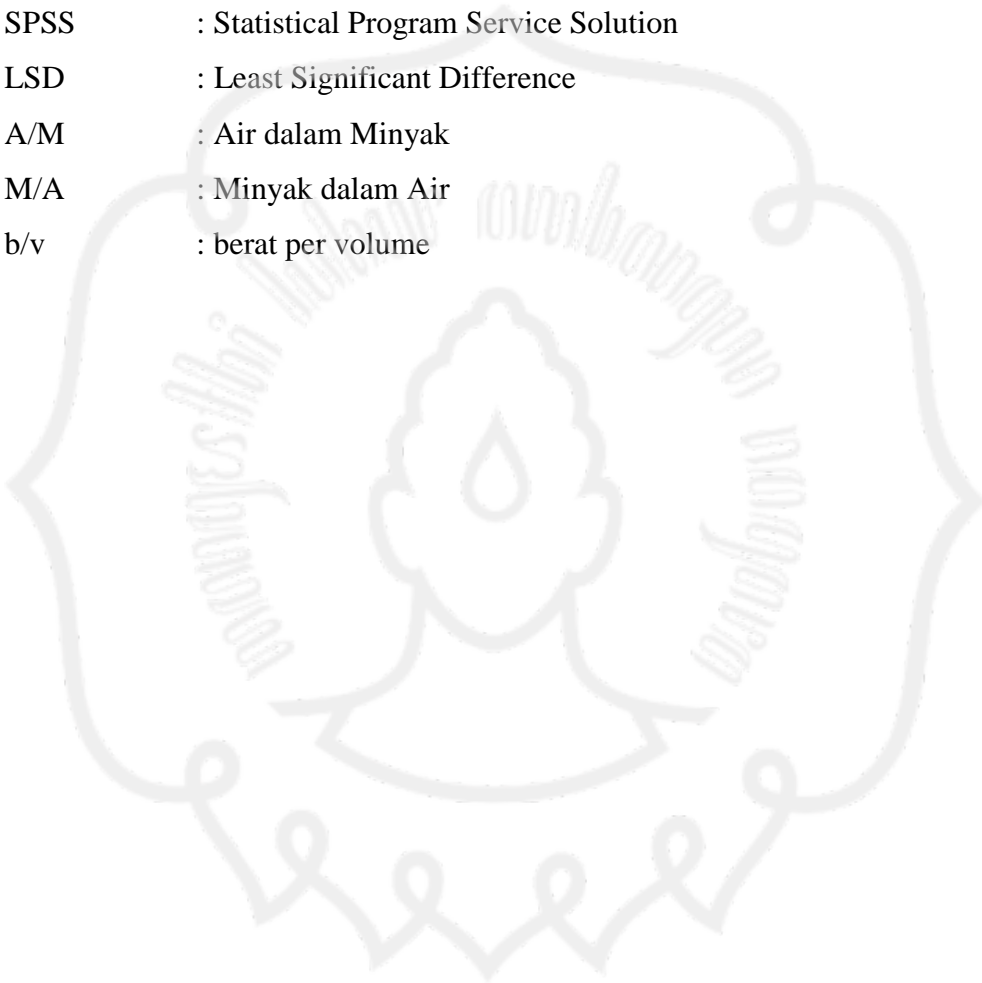 SPSS : Statistical Program Service Solution
LSD : Least Significant Difference
A/M : Air dalam Minyak
M/A : Minyak dalam Air
b/v : berat per volume